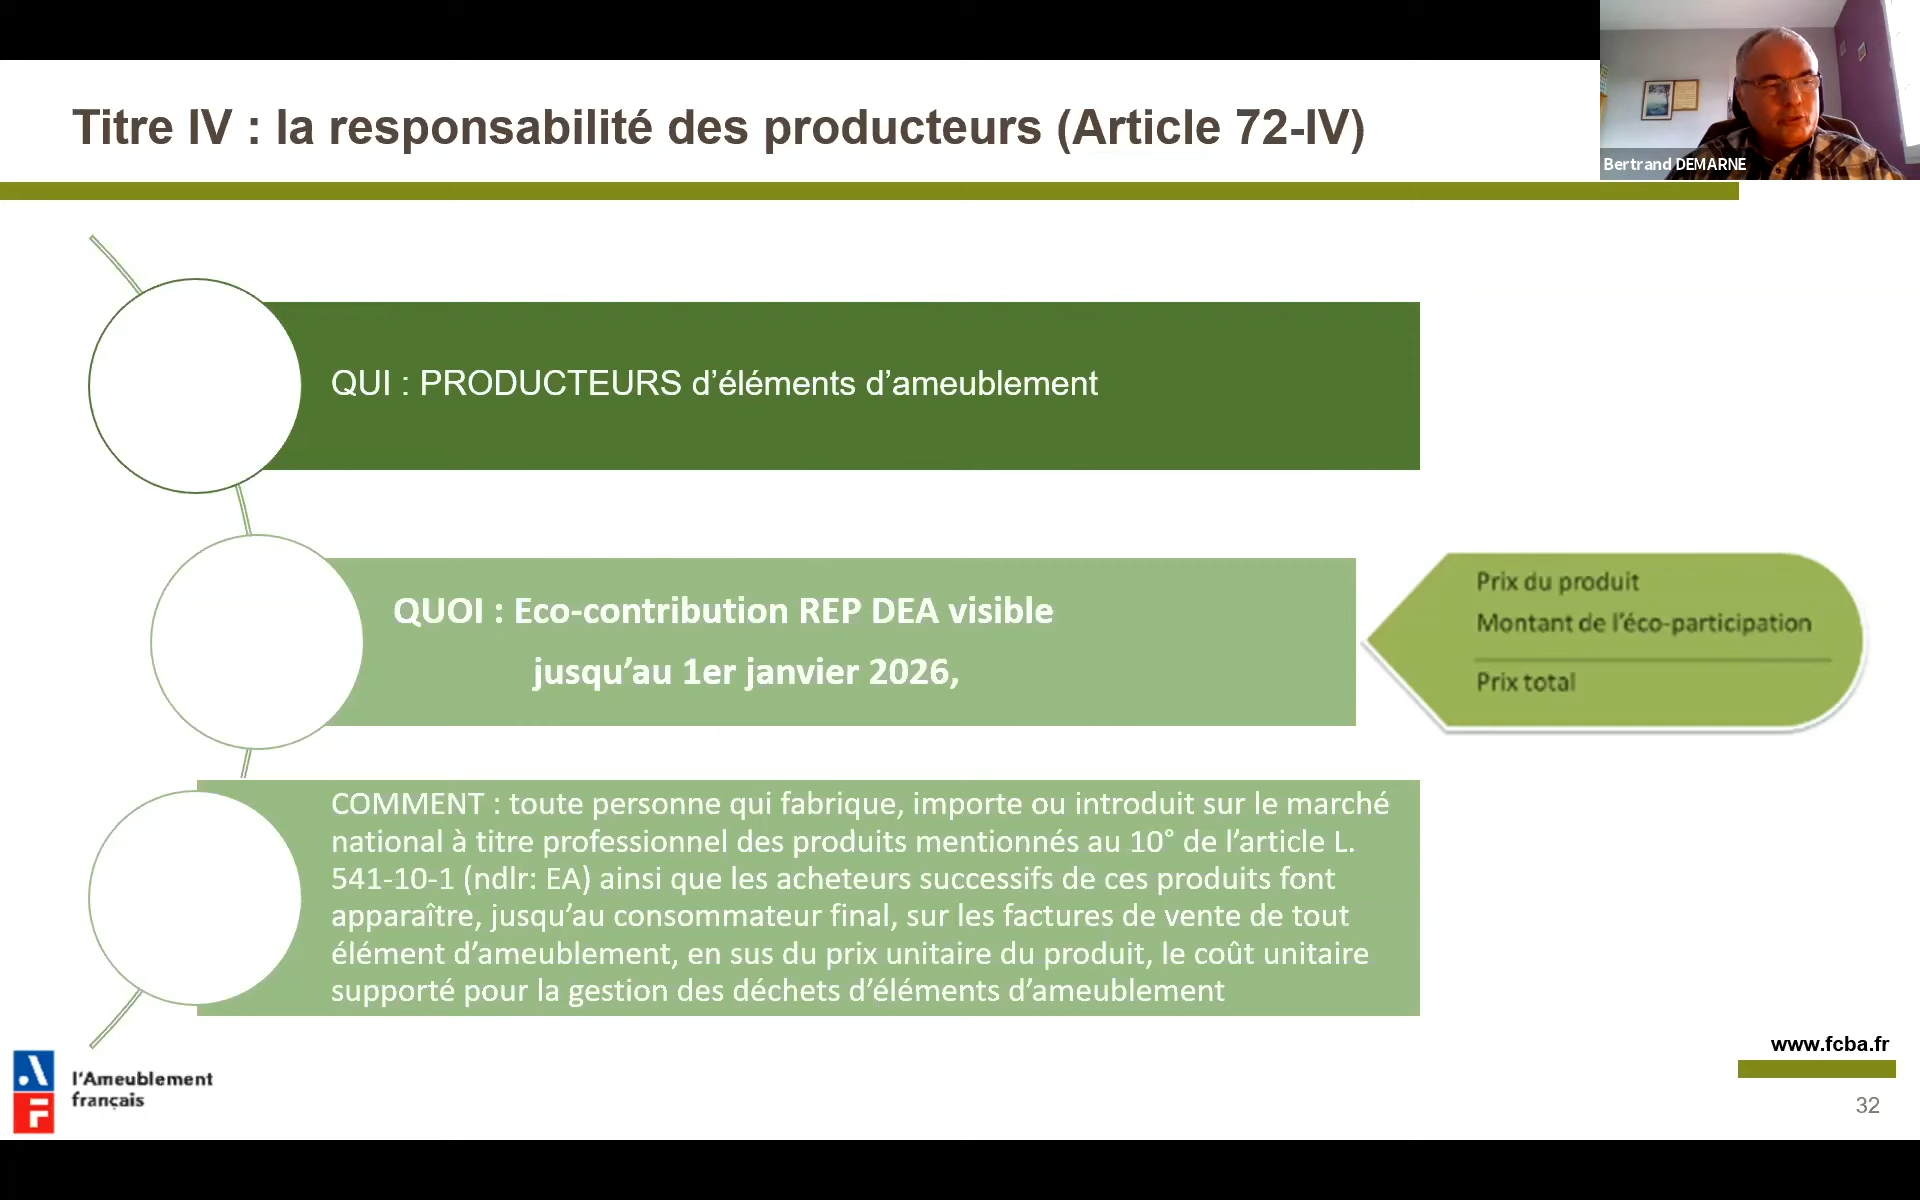 Titre IV : la responsabilité des producteurs (Article 72-IV)
Bertrand DEMARNE
QUI : PRODUCTEURS d’éléments d’ameublement
QUOI : Eco-contribution REP DEA visible
jusqu’au 1er janvier 2026,
Prix du produit
Montant de l’éco-participation
Prix total
COMMENT : toute personne qui fabrique, importe ou introduit sur le marché
national à titre professionnel des produits mentionnés au 10° de l’article L.
541-10-1 (ndlr: EA) ainsi que les acheteurs successifs de ces produits font
apparaître, jusqu’au consommateur final, sur les factures de vente de tout
élément d’ameublement, en sus du prix unitaire du produit, le coût unitaire
supporté pour la gestion des déchets d’éléments d’ameublement
www.fcba.fr
AF
l’Ameublement
français
32